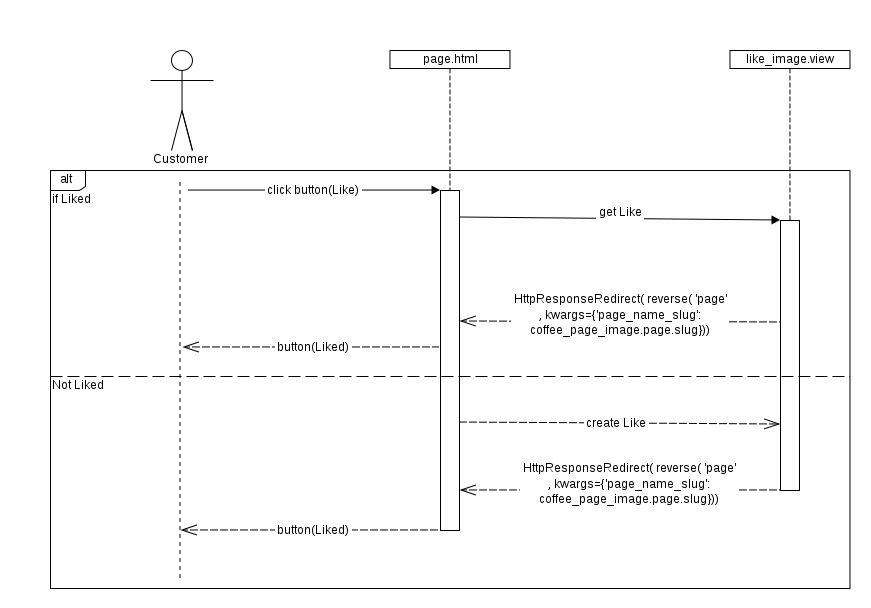 page.html
like_image.view
Customer
alt
if Liked
click button(Like)
get Like
HttpResponseRedirect( reverse( 'page'
, kwargs={'page_name_slug':
coffee_page_image.page.slug}))
button(Liked)
Not Liked
create Like
HttpResponseRedirect( reverse( 'page'
, kwargs={'page_name_slug':
coffee_page_image.page.slug}))
button(Liked)